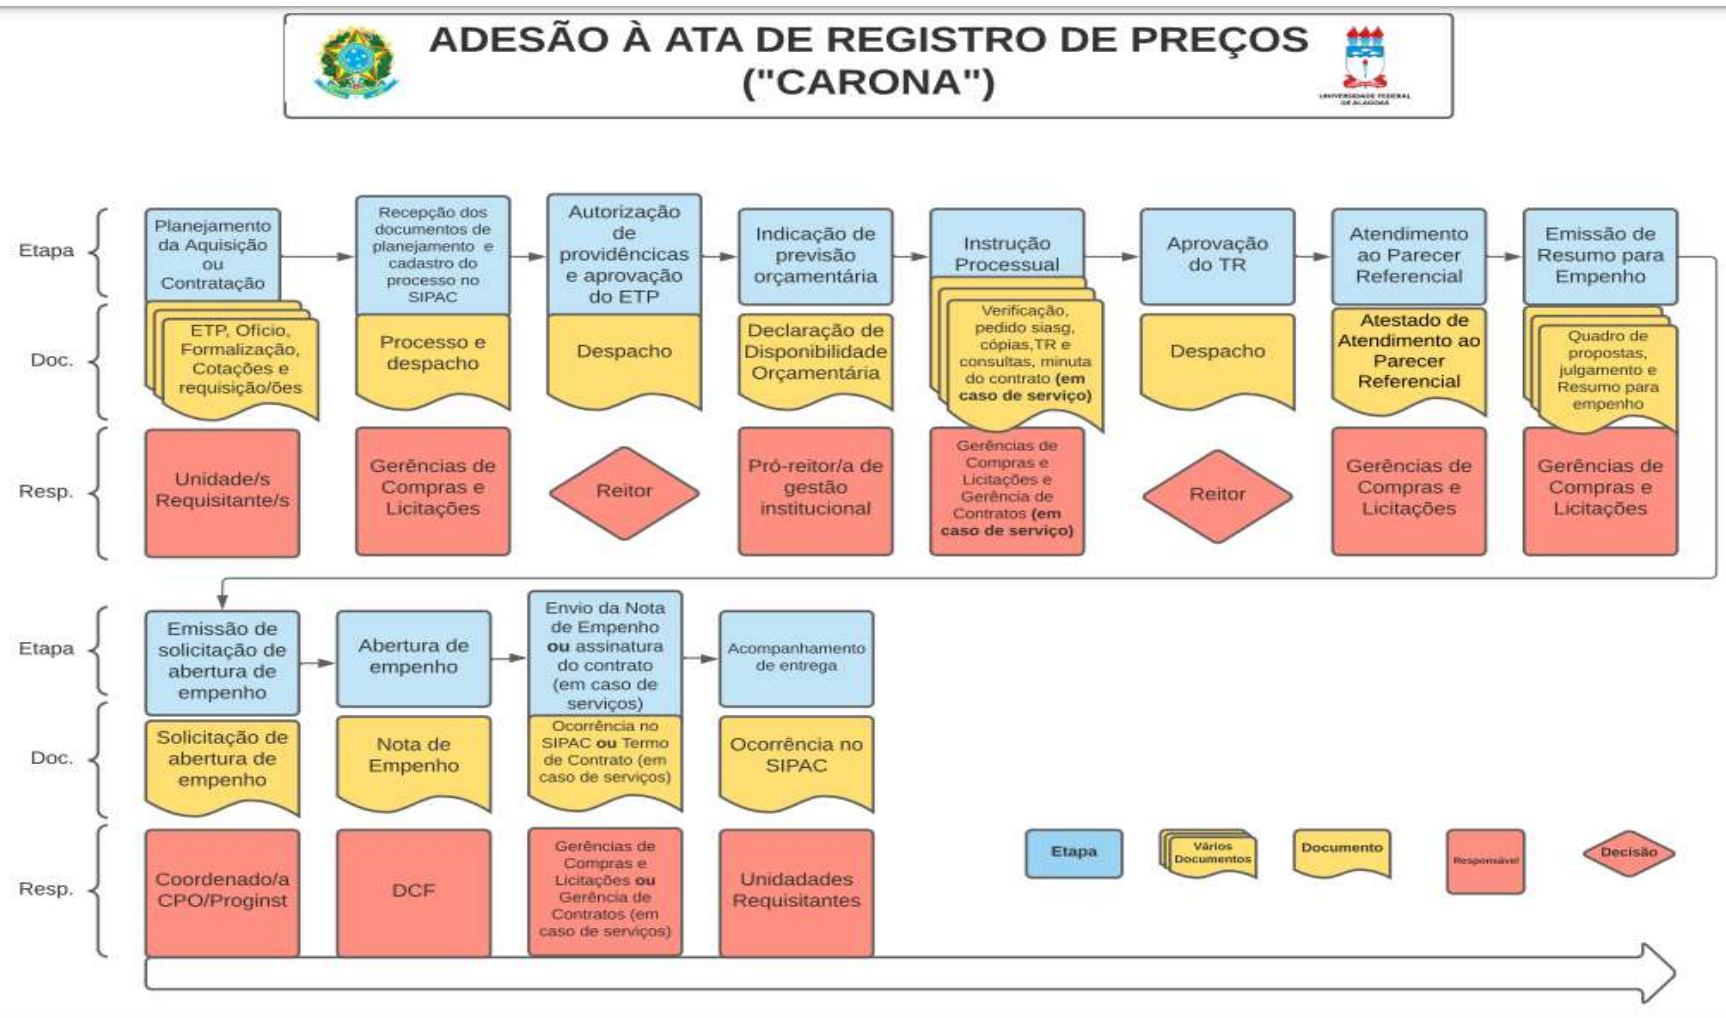 ADESÃO À ATA DE REGISTRO DE PREÇOS
("CARONA")
UNIVERSIDADE FEDERAL
DE ALAGOAS
Etapa
Planejamento
da Aquisição
ou
Contratação
Recepção dos
documentos de
planejamento e
cadastro do
processo no
SIPAC
Autorização
de
providêncicas
e aprovação
do ETP
Indicação de
previsão
orçamentária
Instrução
Processual
Aprovação
do TR
Atendimento
ao Parecer
Referencial
Emissão de
Resumo para
Empenho
Doc.
ETP, Ofício,
Formalização,
Cotações e
requisição/ões
Processo e
despacho
Despacho
Declaração de
Disponibilidade
Orçamentária
Verificação,
pedido siasg,
cópias,TR e
consultas, minuta
do contrato (em
caso de serviço)
Despacho
Atestado de
Atendimento ao
Parecer
Referencial
Quadro de
propostas,
julgamento e
Resumo para
empenho
Resp.
Unidade/s
Requisitante/s
Gerências de
Compras e
Licitações
Reitor
Pró-reitor/a de
gestão
institucional
Gerências de
Compras e
Licitações e
Gerência de
Contratos (em
caso de serviço)
Reitor
Gerências de
Compras e
Licitações
Gerências de
Compras e
Licitações
Etapa
Emissão de
solicitação de
abertura de
empenho
Abertura de
empenho
Envio da Nota
de Empenho
ou assinatura
do contrato
(em caso de
serviços)
Acompanhamento
de entrega
Doc.
Solicitação de
abertura de
empenho
Nota de
Empenho
Ocorrência no
SIPAC ou Termo
de Contrato (em
caso de serviços)
Ocorrência no
SIPAC
Resp.
Coordenado/a
CPO/Proginst
DCF
Gerências de
Compras e
Licitações ou
Gerência de
Contratos (em
caso de serviços)
Unidadades
Requisitantes
Etapa
Vários
Documentos
Documento
Responsável
Decisão